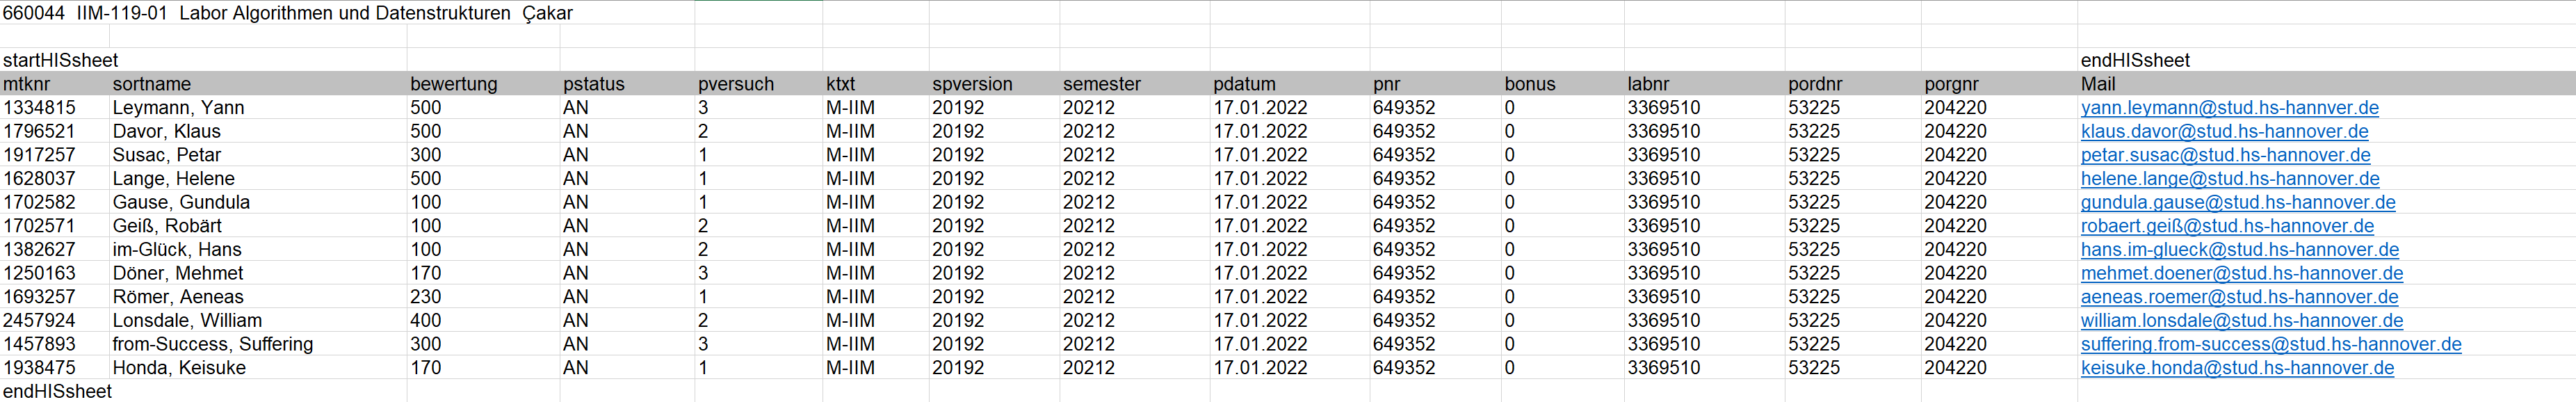 660044 IIM-119-01 Labor Algorithmen und Datenstrukturen Çakar
startHISsheet endHISsheet
mtknr sortname bewertung pstatus pversuch ktxt spversion semester pdatum pnr bonus labnr pordnr porgnr Mail
1334815 Leymann, Yann 500 AN 3 M-IIM 20192 20212 17.01.2022 649352 0 3369510 53225 204220 yann.leymann@stud.hs-hannver.de
1796521 Davor, Klaus 500 AN 2 M-IIM 20192 20212 17.01.2022 649352 0 3369510 53225 204220 klaus.davor@stud.hs-hannover.de
1917257 Susac, Petar 300 AN 1 M-IIM 20192 20212 17.01.2022 649352 0 3369510 53225 204220 petar.susac@stud.hs-hannover.de
1628037 Lange, Helene 500 AN 1 M-IIM 20192 20212 17.01.2022 649352 0 3369510 53225 204220 helene.lange@stud.hs-hannover.de
1702582 Gause, Gundula 100 AN 1 M-IIM 20192 20212 17.01.2022 649352 0 3369510 53225 204220 gundula.gause@stud.hs-hannover.de
1702571 Geiß, Robärt 100 AN 2 M-IIM 20192 20212 17.01.2022 649352 0 3369510 53225 204220 robaert.geiß@stud.hs-hannover.de
1382627 im-Glück, Hans 100 AN 2 M-IIM 20192 20212 17.01.2022 649352 0 3369510 53225 204220 hans.im-glueck@stud.hs-hannover.de
1250163 Döner, Mehmet 170 AN 3 M-IIM 20192 20212 17.01.2022 649352 0 3369510 53225 204220 mehmet.doener@stud.hs-hannover.de
1693257 Römer, Aeneas 230 AN 1 M-IIM 20192 20212 17.01.2022 649352 0 3369510 53225 204220 aeneas.roemer@stud.hs-hannover.de
2457924 Lonsdale, William 400 AN 2 M-IIM 20192 20212 17.01.2022 649352 0 3369510 53225 204220 william.lonsdale@stud.hs-hannover.de
1457893 from-Success, Suffering 300 AN 3 M-IIM 20192 20212 17.01.2022 649352 0 3369510 53225 204220 suffering.from-success@stud.hs-hannover.de
1938475 Honda, Keisuke 170 AN 1 M-IIM 20192 20212 17.01.2022 649352 0 3369510 53225 204220 keisuke.honda@stud.hs-hannover.de
endHISsheet